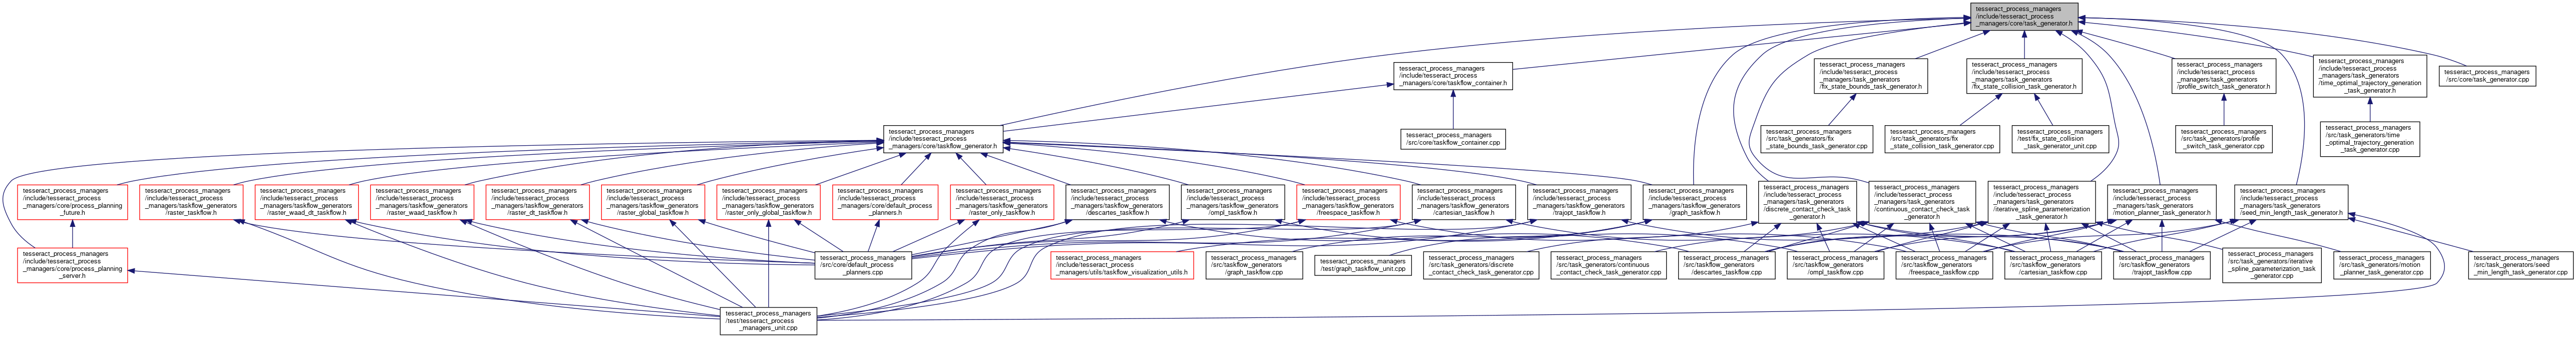 tesseract_process_managers
/include/tesseract_process
_managers/core/task_generator.h
tesseract_process_managers
/include/tesseract_process
_managers/core/taskflow_container.h
tesseract_process_managers
/include/tesseract_process
_managers/task_generators
/fix_state_bounds_task_generator.h
tesseract_process_managers
/include/tesseract_process
_managers/task_generators
/fix_state_collision_task_generator.h
tesseract_process_managers
/include/tesseract_process
_managers/task_generators
/profile_switch_task_generator.h
tesseract_process_managers
/include/tesseract_process
_managers/task_generators
/time_optimal_trajectory_generation
_task_generator.h
tesseract_process_managers
/src/core/task_generator.cpp
tesseract_process_managers
/include/tesseract_process
_managers/core/taskflow_generator.h
tesseract_process_managers
/src/core/taskflow_container.cpp
tesseract_process_managers
/src/task_generators/fix
_state_bounds_task_generator.cpp
tesseract_process_managers
/src/task_generators/fix
_state_collision_task_generator.cpp
tesseract_process_managers
/test/fix_state_collision
_task_generator_unit.cpp
tesseract_process_managers
/src/task_generators/profile
_switch_task_generator.cpp
tesseract_process_managers
/src/task_generators/time
_optimal_trajectory_generation
_task_generator.cpp
tesseract_process_managers
/include/tesseract_process
_managers/core/process_planning
_future.h
tesseract_process_managers
/include/tesseract_process
_managers/taskflow_generators
/raster_taskflow.h
tesseract_process_managers
/include/tesseract_process
_managers/taskflow_generators
/raster_waad_dt_taskflow.h
tesseract_process_managers
/include/tesseract_process
_managers/taskflow_generators
/raster_waad_taskflow.h
tesseract_process_managers
/include/tesseract_process
_managers/taskflow_generators
/raster_dt_taskflow.h
tesseract_process_managers
/include/tesseract_process
_managers/taskflow_generators
/raster_global_taskflow.h
tesseract_process_managers
/include/tesseract_process
_managers/taskflow_generators
/raster_only_global_taskflow.h
tesseract_process_managers
/include/tesseract_process
_managers/core/default_process
_planners.h
tesseract_process_managers
/include/tesseract_process
_managers/taskflow_generators
/raster_only_taskflow.h
tesseract_process_managers
/include/tesseract_process
_managers/taskflow_generators
/descartes_taskflow.h
tesseract_process_managers
/include/tesseract_process
_managers/taskflow_generators
/ompl_taskflow.h
tesseract_process_managers
/include/tesseract_process
_managers/taskflow_generators
/freespace_taskflow.h
tesseract_process_managers
/include/tesseract_process
_managers/taskflow_generators
/cartesian_taskflow.h
tesseract_process_managers
/include/tesseract_process
_managers/taskflow_generators
/trajopt_taskflow.h
tesseract_process_managers
/include/tesseract_process
_managers/taskflow_generators
/graph_taskflow.h
tesseract_process_managers
/include/tesseract_process
_managers/task_generators
/discrete_contact_check_task
_generator.h
tesseract_process_managers
/include/tesseract_process
_managers/task_generators
/continuous_contact_check_task
_generator.h
tesseract_process_managers
/include/tesseract_process
_managers/task_generators
/iterative_spline_parameterization
_task_generator.h
tesseract_process_managers
/include/tesseract_process
_managers/task_generators
/motion_planner_task_generator.h
tesseract_process_managers
/include/tesseract_process
_managers/task_generators
/seed_min_length_task_generator.h
tesseract_process_managers
/include/tesseract_process
_managers/core/process_planning
_server.h
tesseract_process_managers
/src/core/default_process
_planners.cpp
tesseract_process_managers
/include/tesseract_process
_managers/utils/taskflow_visualization_utils.h
tesseract_process_managers
/src/taskflow_generators
/graph_taskflow.cpp
tesseract_process_managers
/test/graph_taskflow_unit.cpp
tesseract_process_managers
/src/task_generators/discrete
_contact_check_task_generator.cpp
tesseract_process_managers
/src/task_generators/continuous
_contact_check_task_generator.cpp
tesseract_process_managers
/src/taskflow_generators
/descartes_taskflow.cpp
tesseract_process_managers
/src/taskflow_generators
/ompl_taskflow.cpp
tesseract_process_managers
/src/taskflow_generators
/freespace_taskflow.cpp
tesseract_process_managers
/src/taskflow_generators
/cartesian_taskflow.cpp
tesseract_process_managers
/src/taskflow_generators
/trajopt_taskflow.cpp
tesseract_process_managers
/src/task_generators/iterative
_spline_parameterization_task
_generator.cpp
tesseract_process_managers
/src/task_generators/motion
_planner_task_generator.cpp
tesseract_process_managers
/src/task_generators/seed
_min_length_task_generator.cpp
tesseract_process_managers
/test/tesseract_process
_managers_unit.cpp